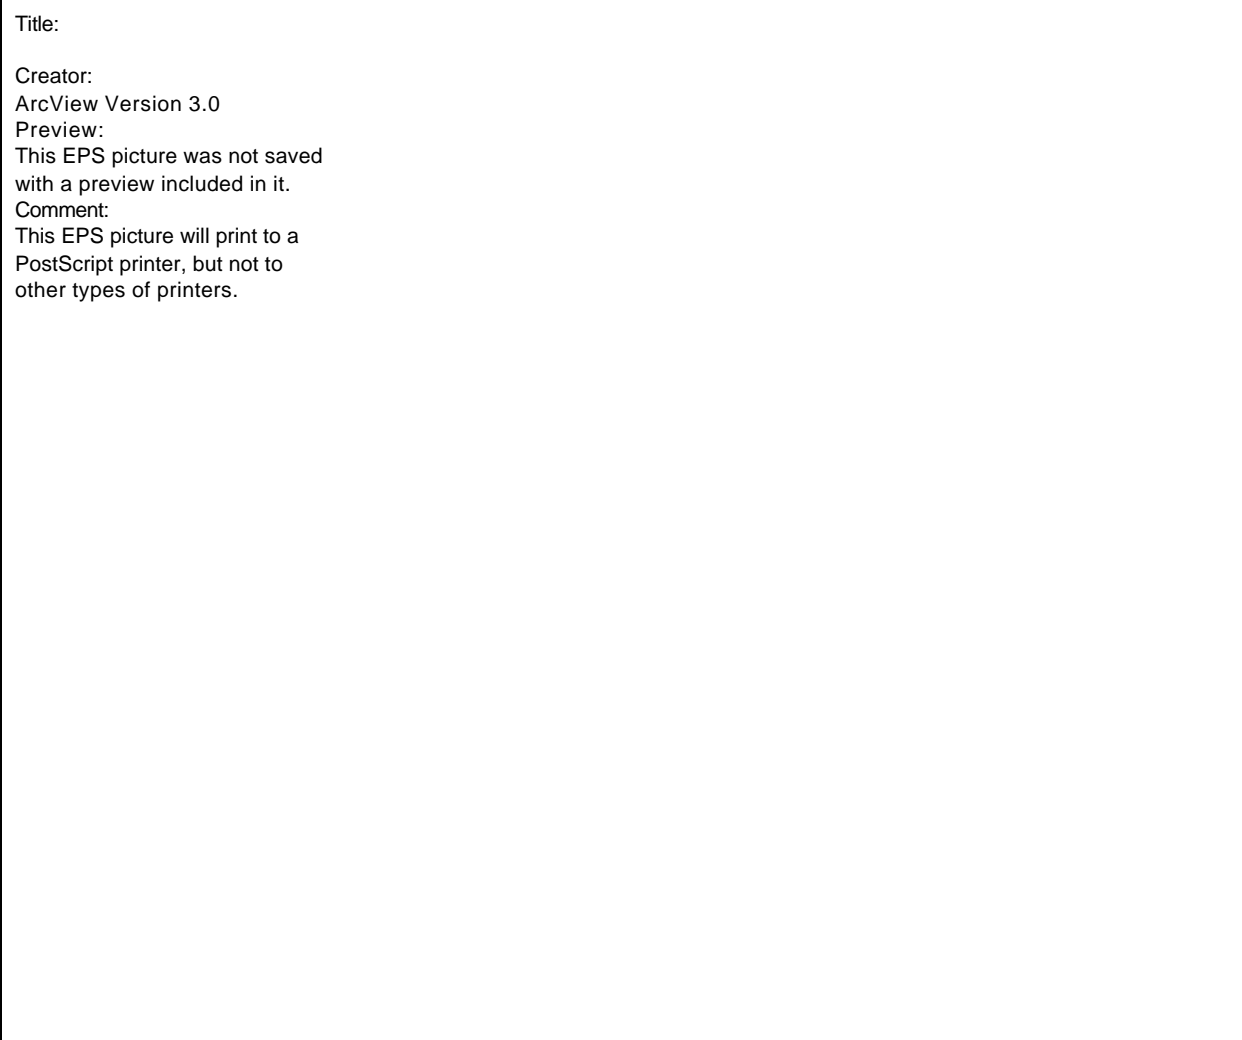 Title:
Creator:
ArcView Version 3.0
Preview:
This EPS picture was not saved
with a preview included in it.
Comment:
This EPS picture will print to a
PostScript printer, but not to
other types of printers.